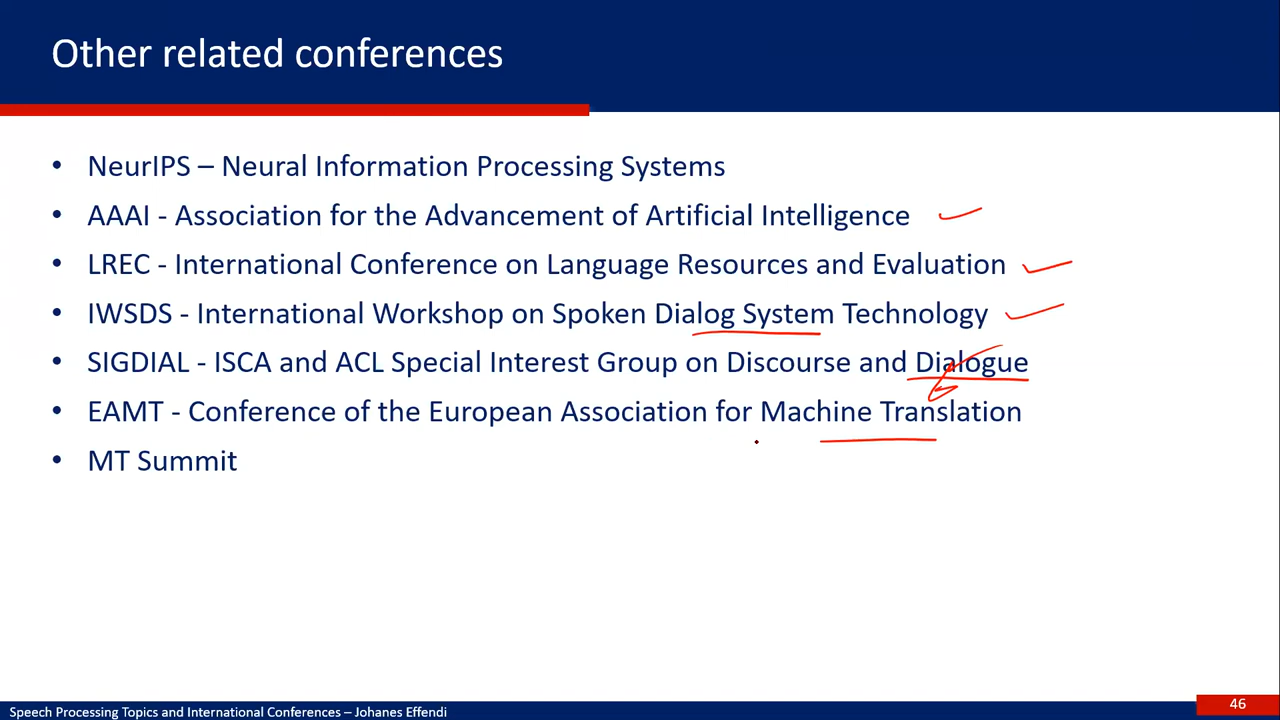 Other related conferences
• NeurIPS – Neural Information Processing Systems
• AAAI - Association for the Advancement of Artificial Intelligence
• LREC - International Conference on Language Resources and Evaluation
• IWSDS - International Workshop on Spoken Dialog System Technology
• SIGDIAL - ISCA and ACL Special Interest Group on Discourse and Dialogue
• EAMT - Conference of the European Association for Machine Translation
• MT Summit
Speech Processing Topics and International Conferences – Johanes Effendi
46